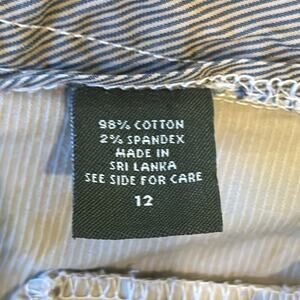 98% COTTON
2% SPANDEX
MADE IN
SRI LANKA
SEE SIDE FOR CARE
12